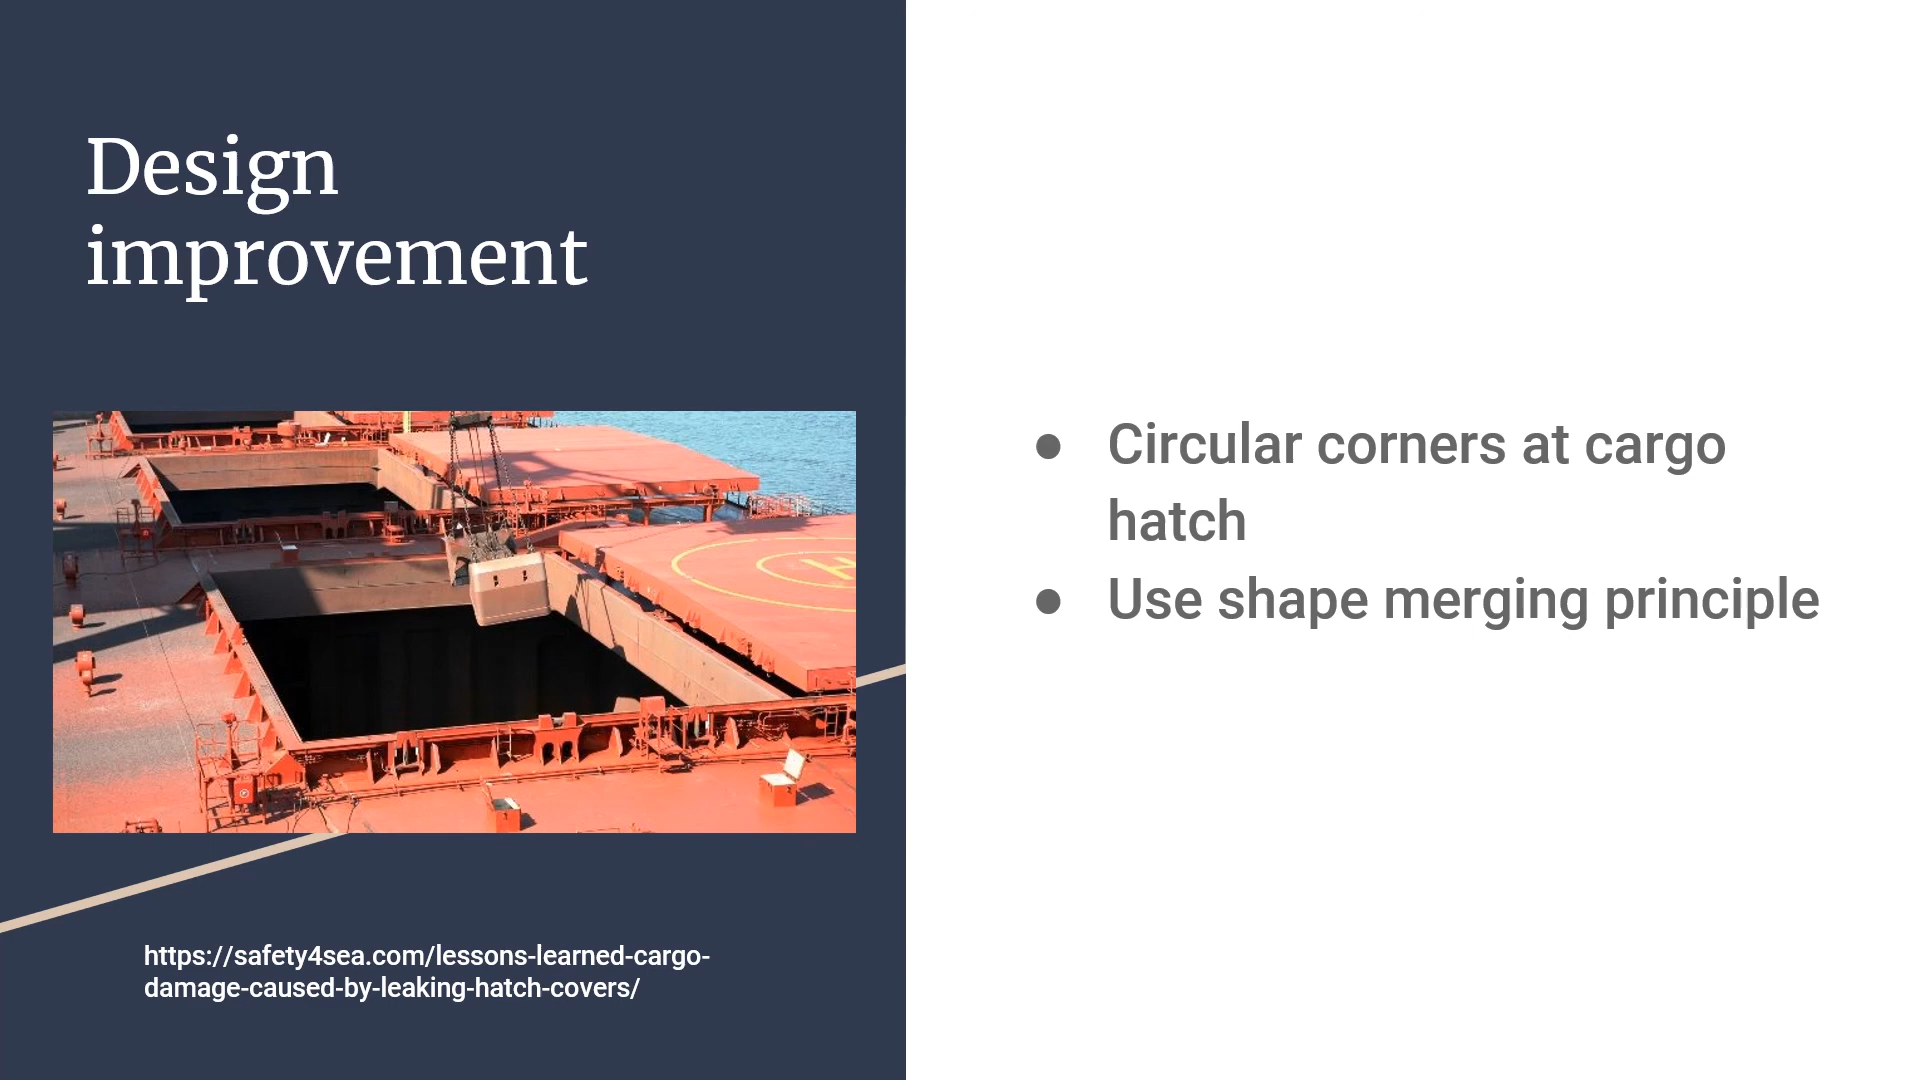 Design
improvement
H
https://safety4sea.com/lessons-learned-cargo-
damage-caused-by-leaking-hatch-covers/
● Circular corners at cargo
hatch
● Use shape merging principle